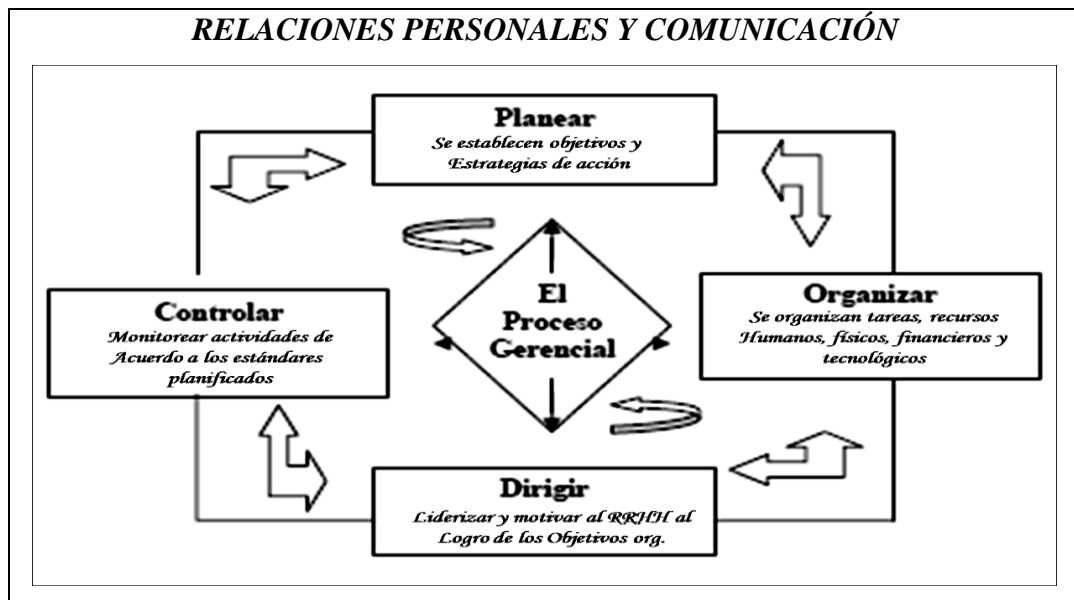 RELACIONES PERSONALES Y COMUNICACIÓN
Planear
Se establecen objetivos y
Estrategias de acción
El
Proceso
Gerencial
Controlar
Monitorear actividades de
Acuerdo a los estándares
planificados
Organizar
Se organizan tareas, recursos
Humanos, físicos, financieros y
tecnológicos
Dirigir
Liderizar y motivar al RRHH al
Logro de los Objetivos org.